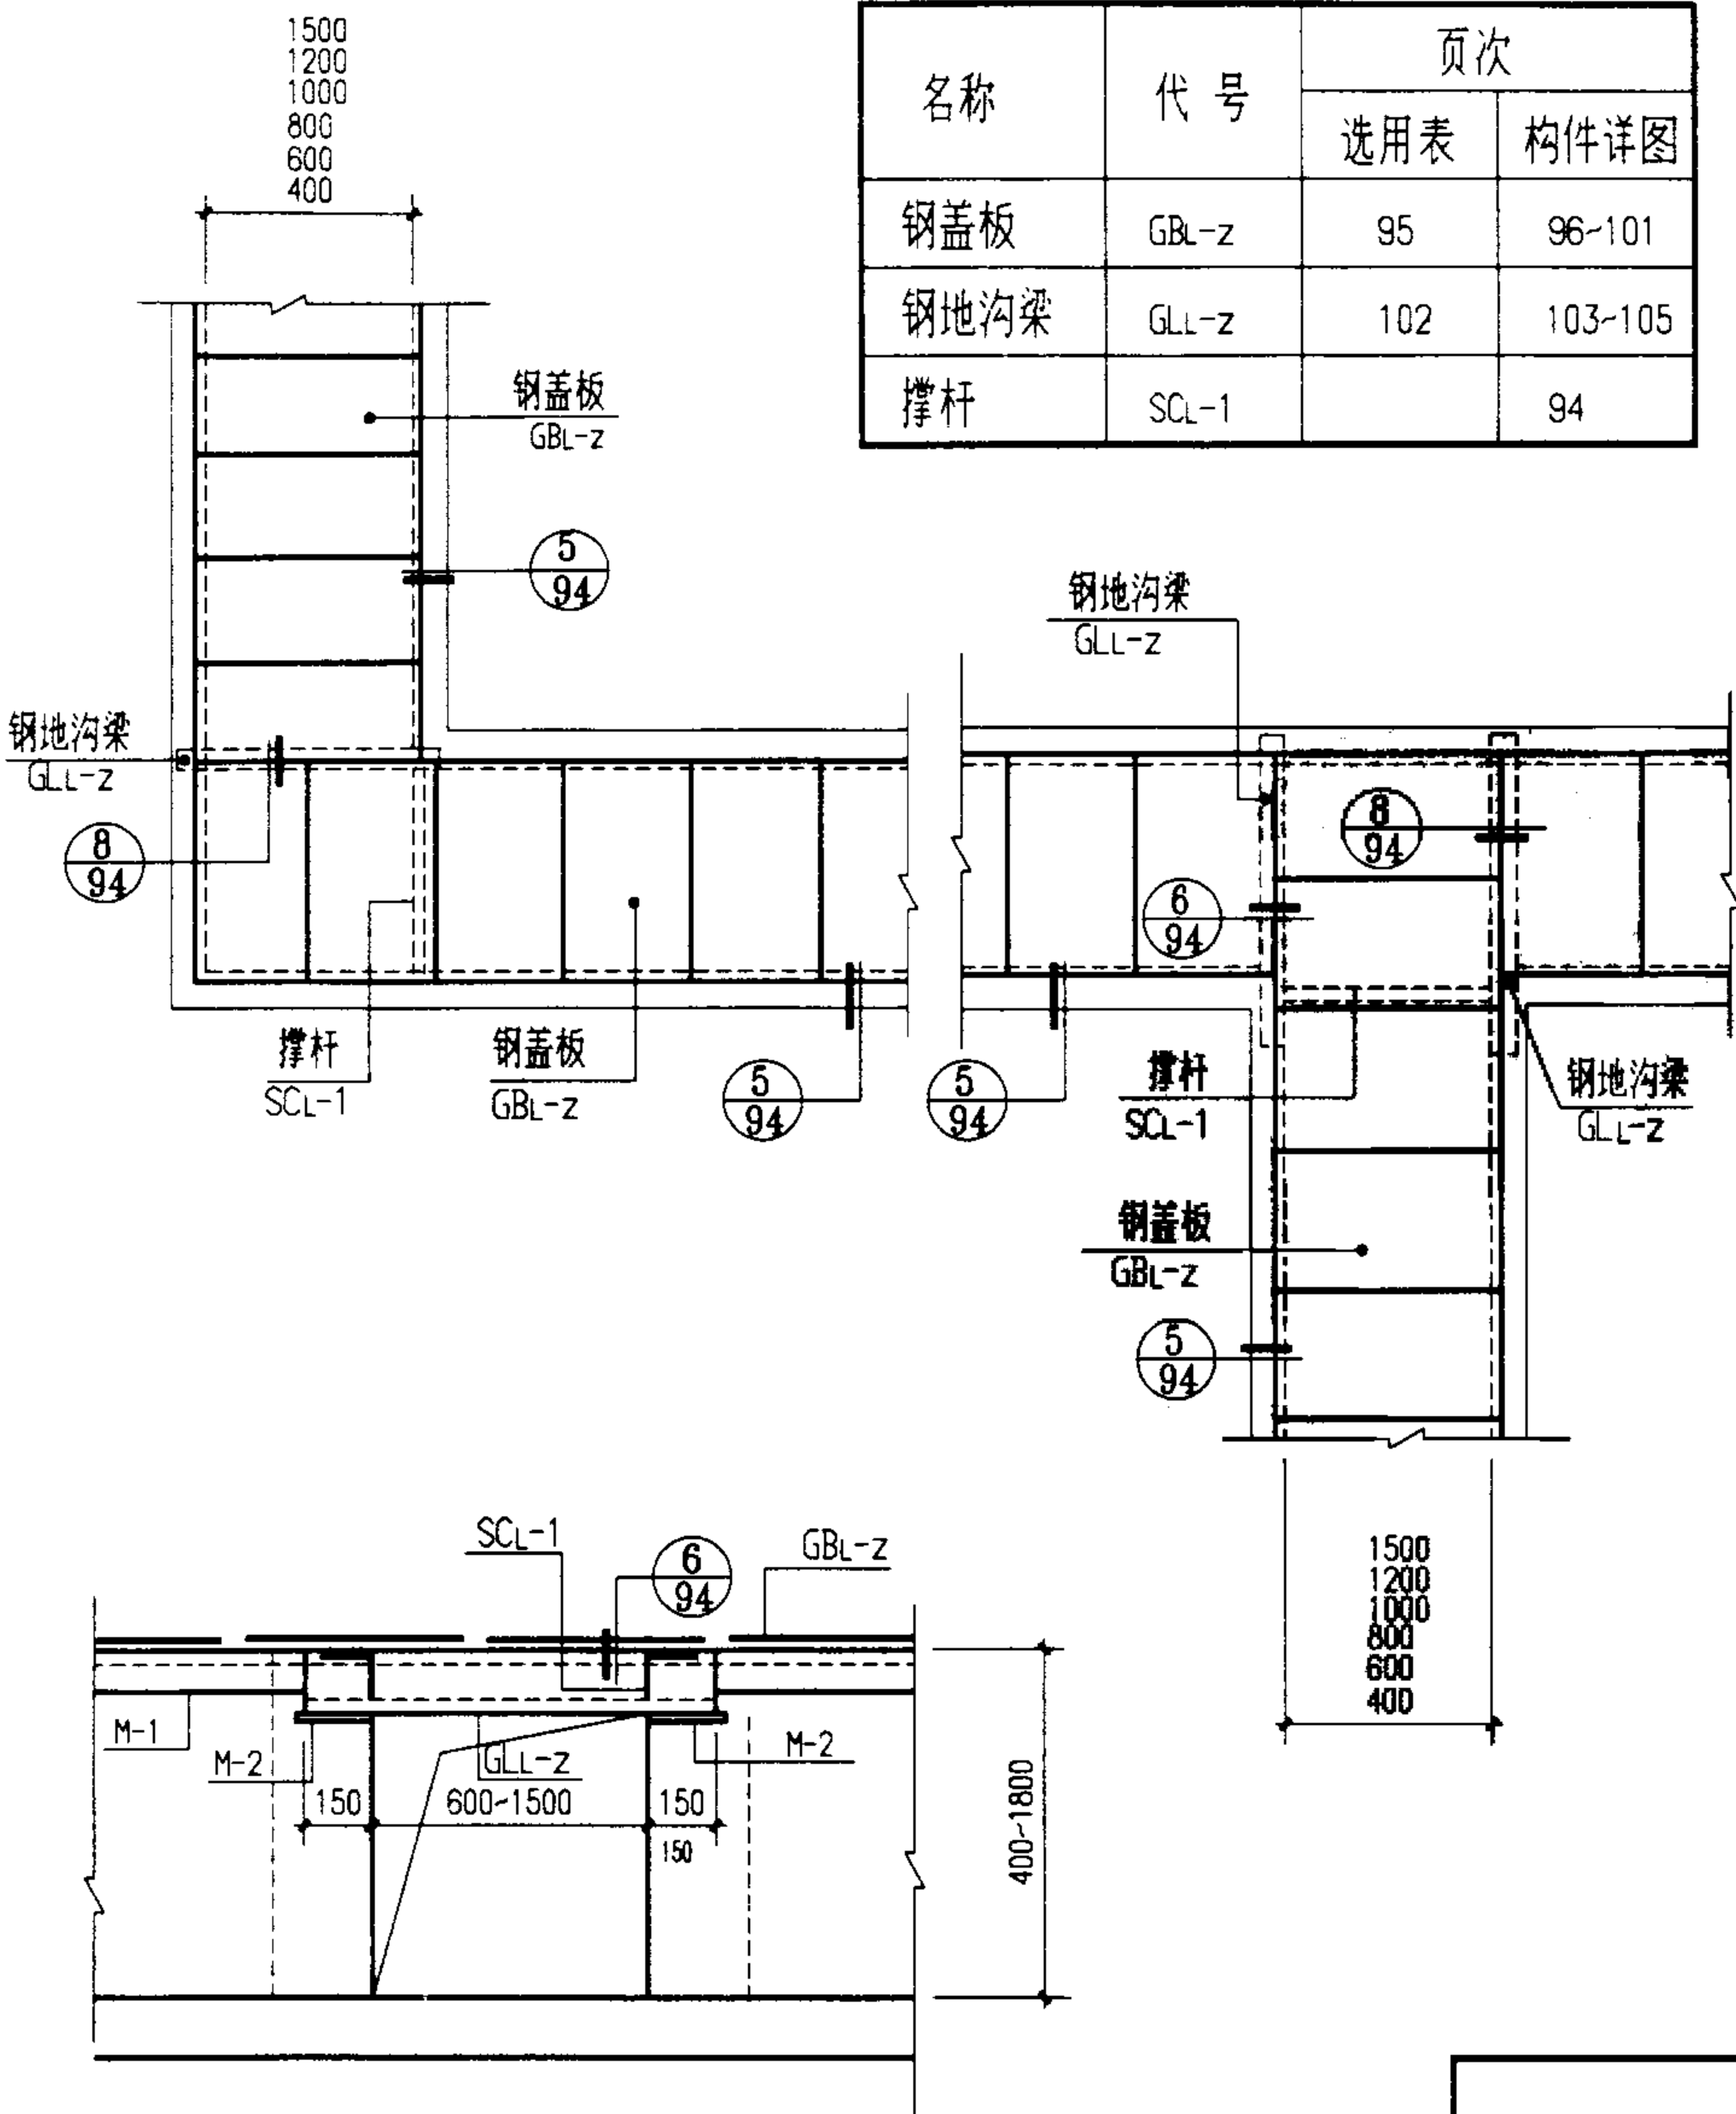 1500
1200
1000
800
600
400
名称 代号 页次
选用表 构件详图
钢盖板 GBL-z 95 96~101
钢地沟梁 GLL-z 102 103~105
撑杆 SCL-1 94
钢盖板
GBL-z
5
94
钢地沟梁
GLL-z
8
94
撑杆
SCL-1
钢盖板
GBL-z
5
94
钢地沟梁
GLL-z
8
94
6
94
5
94
撑杆
SCL-1
钢地沟梁
GLL-z
钢盖板
GBL-z
5
94
1500
1200
1000
800
600
400
SCL-1
6
94
GBL-z
M-1
M-2
GLL-z
M-2
150 600~1500 150
150
400~1800